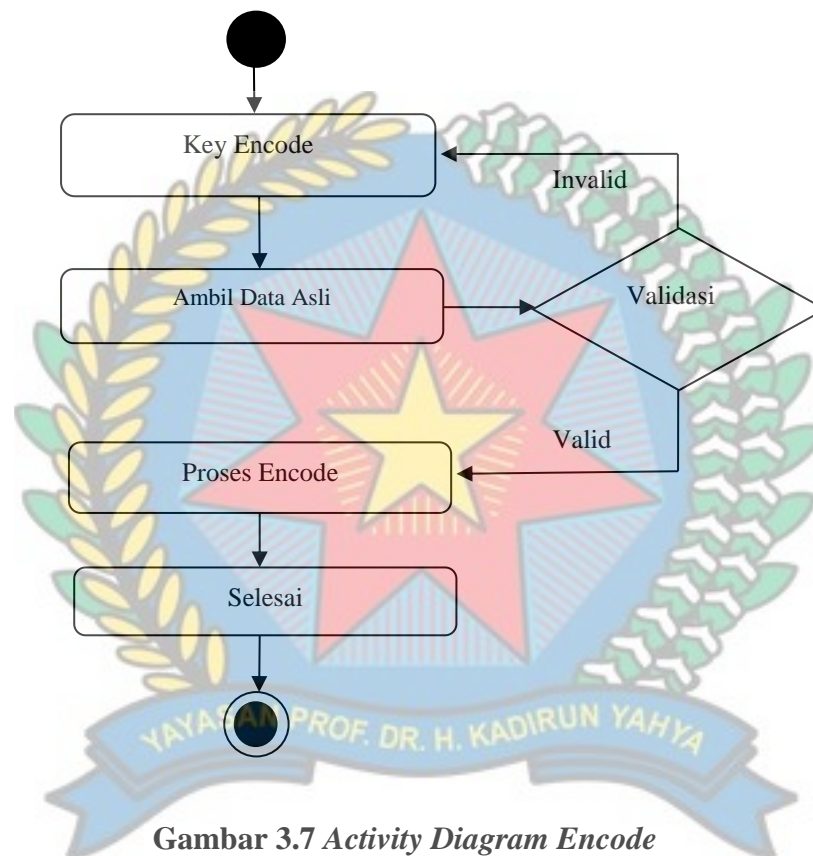 Key Encode
Invalid
Ambil Data Asli
Validasi
Valid
Proses Encode
Selesai
YAYASAN PROF. DR. H. KADIRUN YAHYA
Gambar 3.7 Activity Diagram Encode